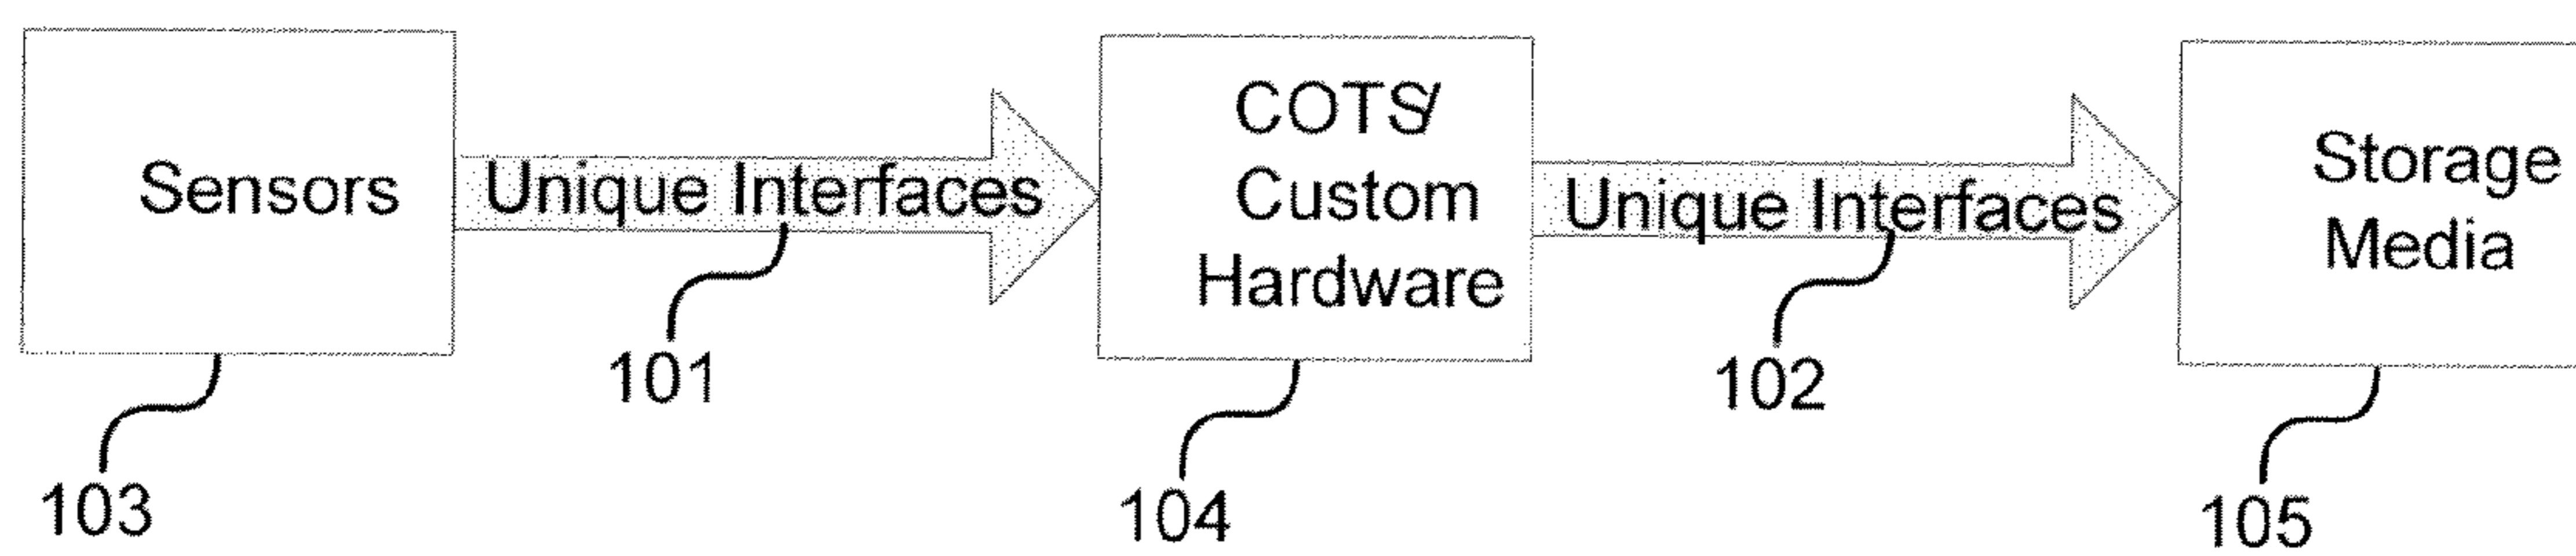 Sensors
Unique Interfaces
COTS/
Custom
Hardware
Unique Interfaces
Storage
Media
101
102
103
104
105